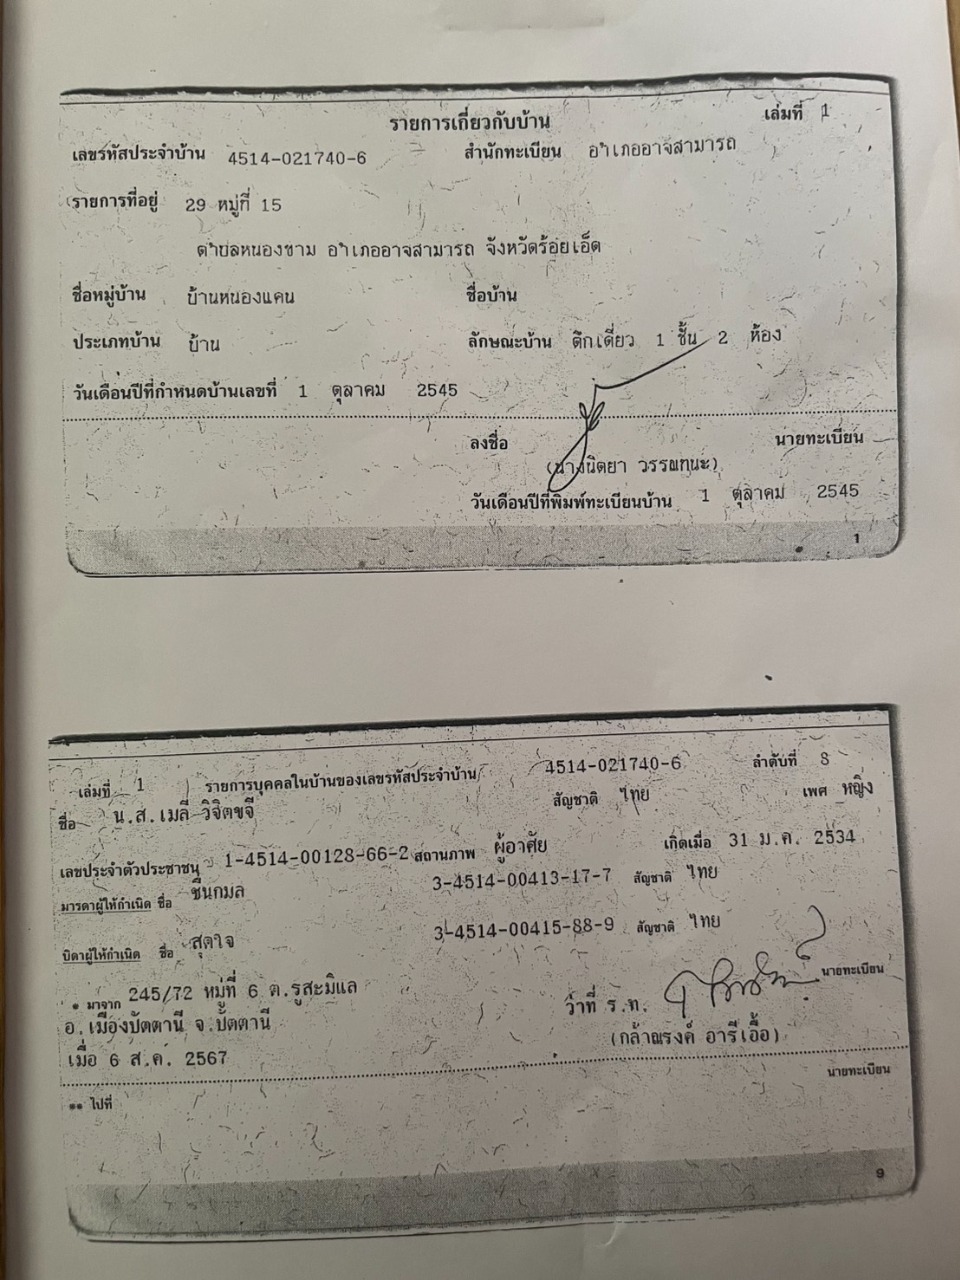 รายการเกี่ยวกับบ้าน เล่มที่ 1
เลขรหัสประจำบ้าน 4514-021740-6 สำนักทะเบียน อำเภออาจสามารถ
รายการที่อยู่ 29 หมู่ที่ 15
ตำบลหนองขาม อำเภออาจสามารถ จังหวัดร้อยเอ็ด
ชื่อหมู่บ้าน บ้านหนองแคน ชื่อบ้าน
ประเภทบ้าน บ้าน ลักษณะบ้าน ตึกเดี่ยว 1 ชั้น 2 ห้อง
วันเดือนปีที่กำหนดบ้านเลขที่ 1 ตุลาคม 2545
ลงชื่อ นายทะเบียน
(นางนิตยา วรรณทนะ)
วันเดือนปีที่พิมพ์ทะเบียนบ้าน 1 ตุลาคม 2545
1
เล่มที่ 1 รายการบุคคลในบ้านของเลขรหัสประจำบ้าน 4514-021740-6 ลำดับที่ 8
ชื่อ น.ส.เมลี วิจิตขจี สัญชาติ ไทย เพศ หญิง
เลขประจำตัวประชาชน 1-4514-00128-66-2 สถานภาพ ผู้อาศัย เกิดเมื่อ 31 ม.ค. 2534
มารดาผู้ให้กำเนิด ชื่อ ชื่นกมล 3-4514-00413-17-7 สัญชาติ ไทย
บิดาผู้ให้กำเนิด ชื่อ สุดใจ 3-4514-00415-88-9 สัญชาติ ไทย
* มาจาก 245/72 หมู่ที่ 6 ต.รูสะมิแล
อ.เมืองปัตตานี จ.ปัตตานี ว่าที่ ร.ท. นายทะเบียน
เมื่อ 6 ส.ค. 2567 (กล้าณรงค์ อารีเอื้อ)
นายทะเบียน
** ไปที่
9